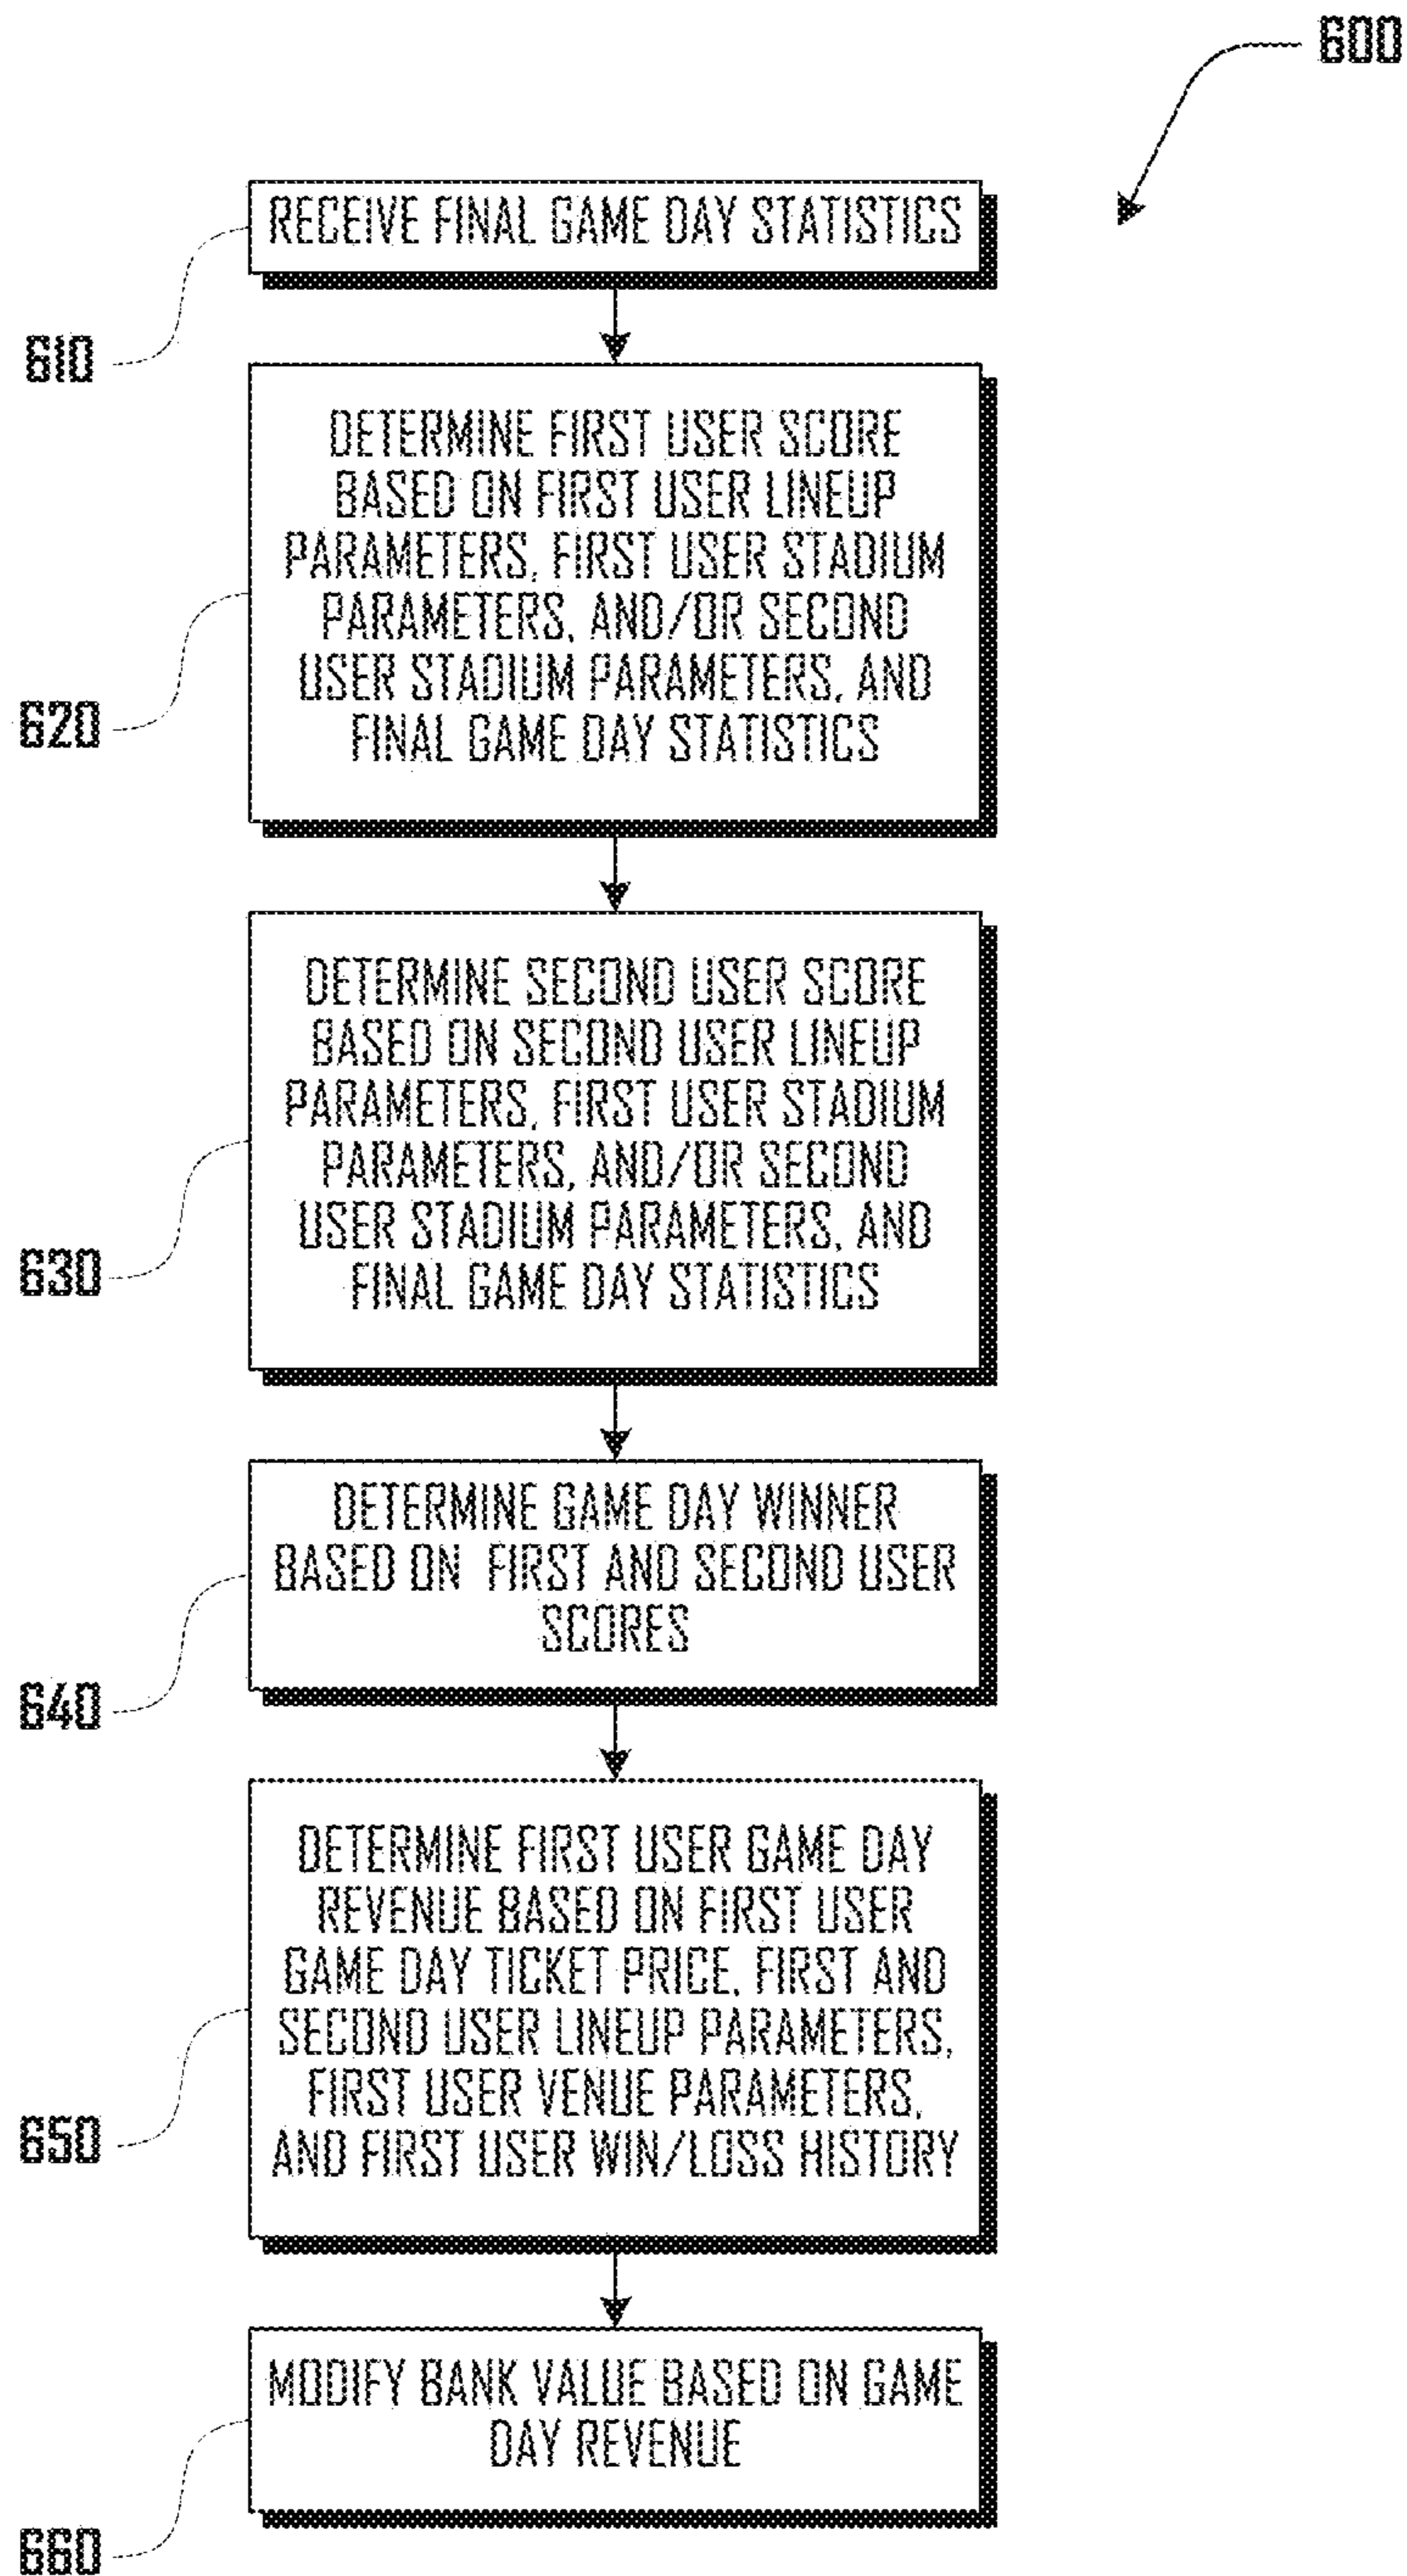 600
RECEIVE FINAL GAME DAY STATISTICS
610
DETERMINE FIRST USER SCORE
BASED ON FIRST USER LINEUP
PARAMETERS, FIRST USER STADIUM
PARAMETERS, AND/OR SECOND
USER STADIUM PARAMETERS, AND
FINAL GAME DAY STATISTICS
620
DETERMINE SECOND USER SCORE
BASED ON SECOND USER LINEUP
PARAMETERS, FIRST USER STADIUM
PARAMETERS, AND/OR SECOND
USER STADIUM PARAMETERS, AND
FINAL GAME DAY STATISTICS
630
DETERMINE GAME DAY WINNER
BASED ON FIRST AND SECOND USER
SCORES
640
DETERMINE FIRST USER GAME DAY
REVENUE BASED ON FIRST USER
GAME DAY TICKET PRICE, FIRST AND
SECOND USER LINEUP PARAMETERS,
FIRST USER VENUE PARAMETERS,
AND FIRST USER WIN/LOSS HISTORY
650
MODIFY BANK VALUE BASED ON GAME
DAY REVENUE
660